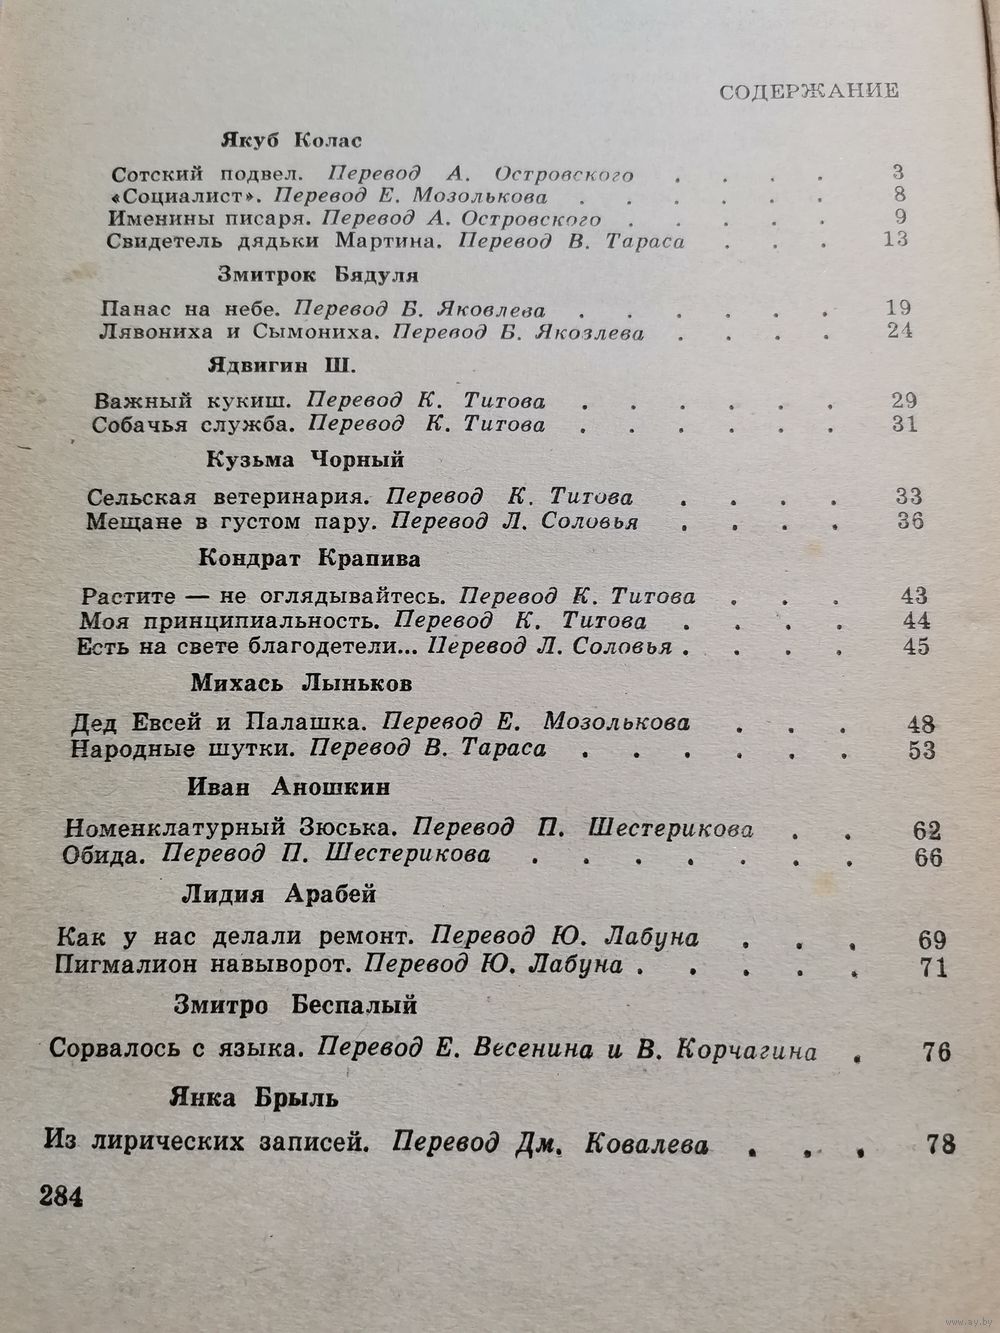 СОДЕРЖАНИЕ
Якуб Колас
Сотский подвел. Перевод А. Островского . . . . 3
«Социалист». Перевод Е. Мозолькова . . . . . . 8
Именины писаря. Перевод А. Островского . . . . . 9
Свидетель дядьки Мартина. Перевод В. Тараса . . . 13
Змитрок Бядуля
Панас на небе. Перевод Б. Яковлева . . . . . . 19
Лявониха и Сымониха. Перевод Б. Яковлева . . . . 24
Ядвигин Ш.
Важный кукиш. Перевод К. Титова . . . . . . 29
Собачья служба. Перевод К. Титова . . . . . . 31
Кузьма Чорный
Сельская ветеринария. Перевод К. Титова . . . . 33
Мещане в густом пару. Перевод Л. Соловья . . . . 36
Кондрат Крапива
Растите — не оглядывайтесь. Перевод К. Титова . . . 43
Моя принципиальность. Перевод К. Титова . . . . 44
Есть на свете благодетели... Перевод Л. Соловья . . . . 45
Михась Лыньков
Дед Евсей и Палашка. Перевод Е. Мозолькова . . . 48
Народные шутки. Перевод В. Тараса . . . . . . 53
Иван Аношкин
Номенклатурный Зюська. Перевод П. Шестерикова . . 62
Обида. Перевод П. Шестерикова . . . . . . . 66
Лидия Арабей
Как у нас делали ремонт. Перевод Ю. Лабуна . . . 69
Пигмалион навыворот. Перевод Ю. Лабуна . . . . . 71
Змитро Беспалый
Сорвалось с языка. Перевод Е. Весенина и В. Корчагина . 76
Янка Брыль
Из лирических записей. Перевод Дм. Ковалева . . . 78
284
www.ay.by